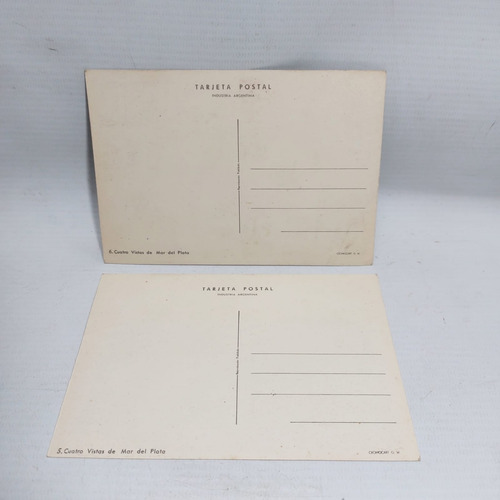 TARJETA POSTAL
INDUSTRIA ARGENTINA
5. Cuatro Vistas de Mar del Plata
TARJETA POSTAL
INDUSTRIA ARGENTINA
5. Cuatro Vistas de Mar del Plata